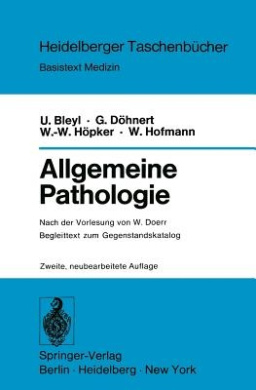 Heidelberger Taschenbücher
Basistext Medizin
U. Bleyl · G. Döhnert
W.-W. Höpker · W. Hofmann
Allgemeine
Pathologie
Nach der Vorlesung von W. Doerr
Begleittext zum Gegenstandskatalog
Zweite, neubearbeitete Auflage
Springer-Verlag
Berlin · Heidelberg · New York